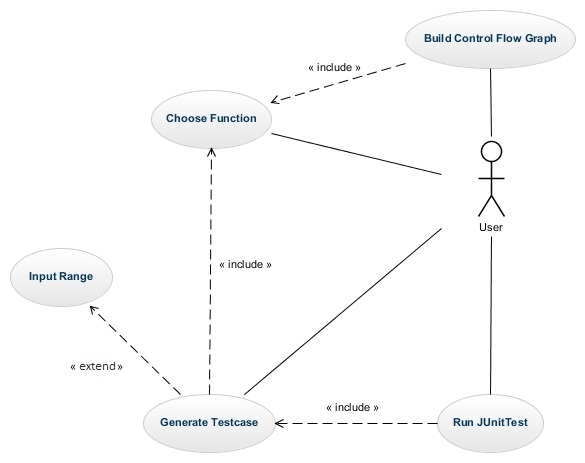 Build Control Flow Graph
« include »
Choose Function
User
« include »
Input Range
« extend »
« include »
Generate Testcase
Run JUnitTest